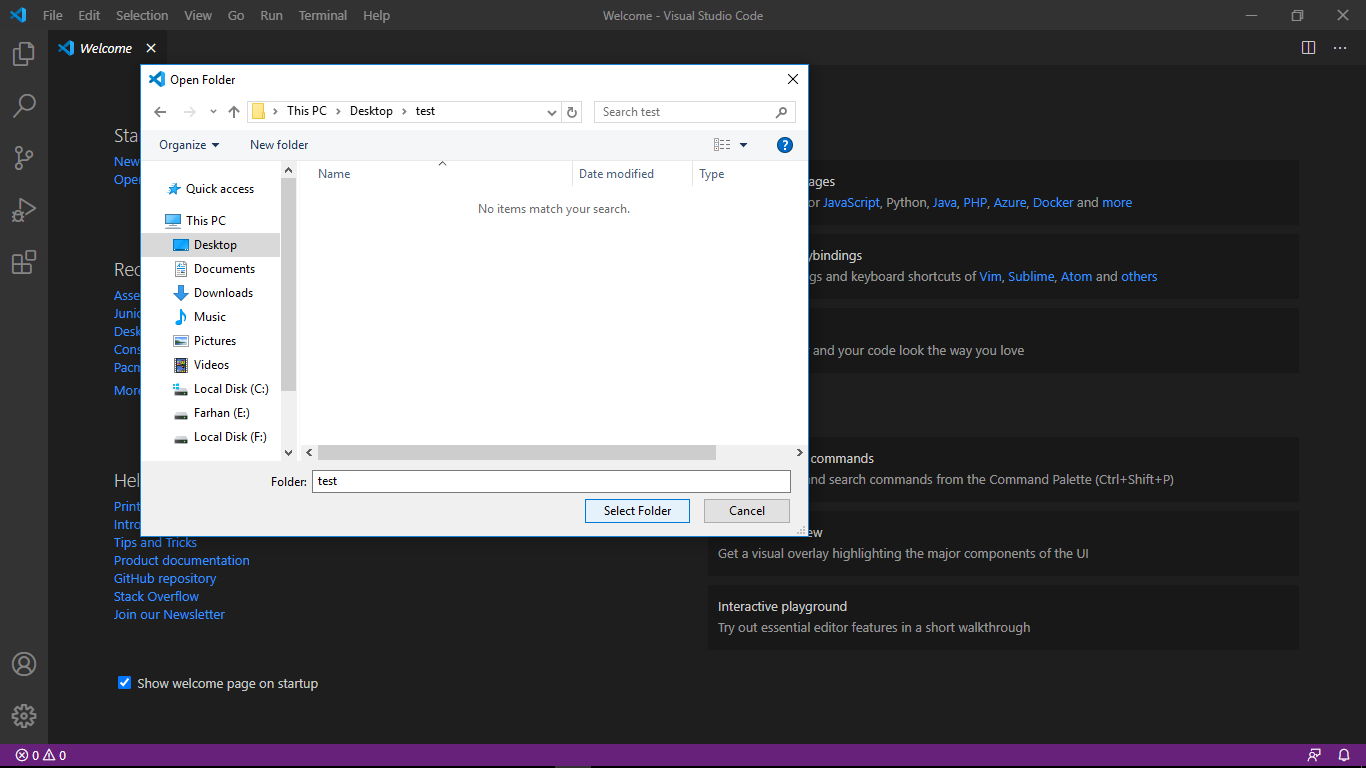 File Edit Selection View Go Run Terminal Help
Welcome - Visual Studio Code
Welcome
Open Folder
This PC > Desktop > test
Search test
Organize
New folder
Name
Date modified
Type
No items match your search.
Quick access
This PC
Desktop
Documents
Downloads
Music
Pictures
Videos
Local Disk (C:)
Farhan (E:)
Local Disk (F:)
Folder: test
Select Folder
Cancel
Sta
New
Rec
Desk
More
Hel
Print
Tips and Tricks
Product documentation
GitHub repository
Stack Overflow
Join our Newsletter
Show welcome page on startup
ages
or JavaScript, Python, Java, PHP, Azure, Docker and more
ybindings
gs and keyboard shortcuts of Vim, Sublime, Atom and others
and your code look the way you love
commands
nd search commands from the Command Palette (Ctrl+Shift+P)
ew
Get a visual overlay highlighting the major components of the UI
Interactive playground
Try out essential editor features in a short walkthrough
0 0